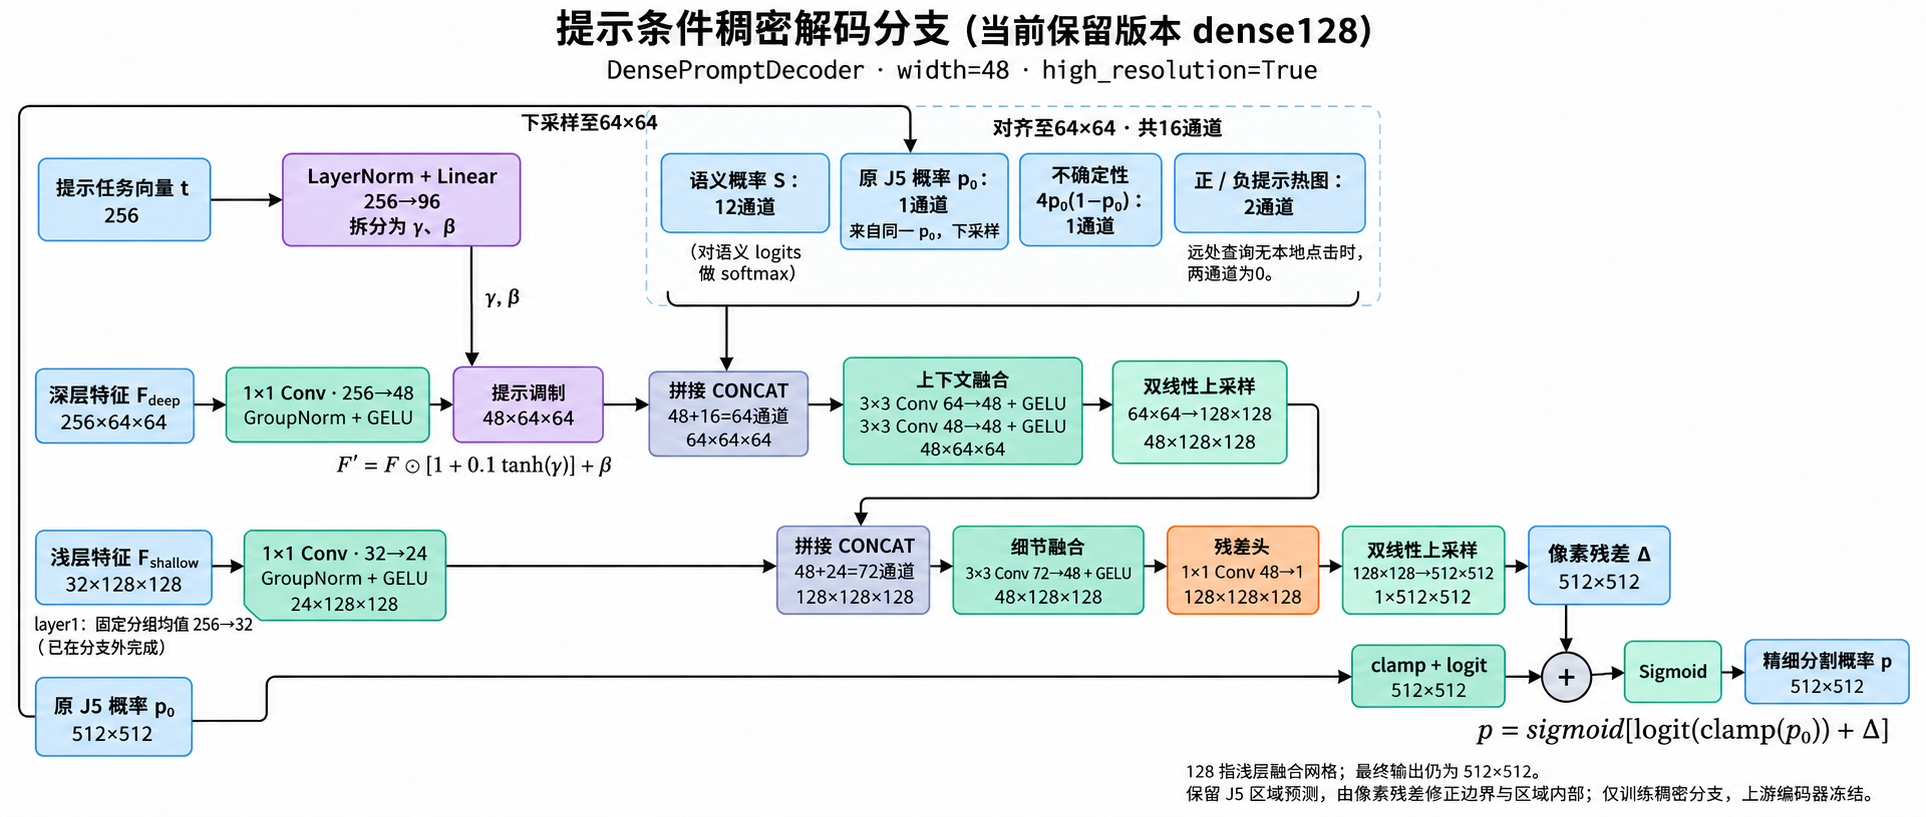 提示条件稠密解码分支 (当前保留版本 dense128)
DensePromptDecoder · width=48 · high_resolution=True
下采样至64×64
对齐至64×64 · 共16通道
提示任务向量 t
256
LayerNorm + Linear
256→96
拆分为 γ、β
语义概率 S：
12通道
（对语义 logits
做 softmax）
原 J5 概率 p₀：
1通道
来自同一 p₀，下采样
不确定性
4p₀(1−p₀)：
1通道
正 / 负提示热图：
2通道
远处查询无本地点击时，
两通道为0。
γ, β
深层特征 F_deep
256×64×64
1×1 Conv · 256→48
GroupNorm + GELU
提示调制
48×64×64
F′ = F ⊙ [1 + 0.1 tanh(γ)] + β
拼接 CONCAT
48+16=64通道
64×64×64
上下文融合
3×3 Conv 64→48 + GELU
3×3 Conv 48→48 + GELU
48×64×64
双线性上采样
64×64→128×128
48×128×128
浅层特征 F_shallow
32×128×128
layer1：固定分组均值 256→32
（已在分支外完成）
1×1 Conv · 32→24
GroupNorm + GELU
24×128×128
拼接 CONCAT
48+24=72通道
128×128×128
细节融合
3×3 Conv 72→48 + GELU
48×128×128
残差头
1×1 Conv 48→1
128×128×128
双线性上采样
128×128→512×512
1×512×512
像素残差 Δ
512×512
原 J5 概率 p₀
512×512
clamp + logit
512×512
+
Sigmoid
精细分割概率 p
512×512
p = sigmoid[logit(clamp(p₀)) + Δ]
128 指浅层融合网格；最终输出仍为 512×512。
保留 J5 区域预测，由像素残差修正边界与区域内部；仅训练稠密分支，上游编码器冻结。